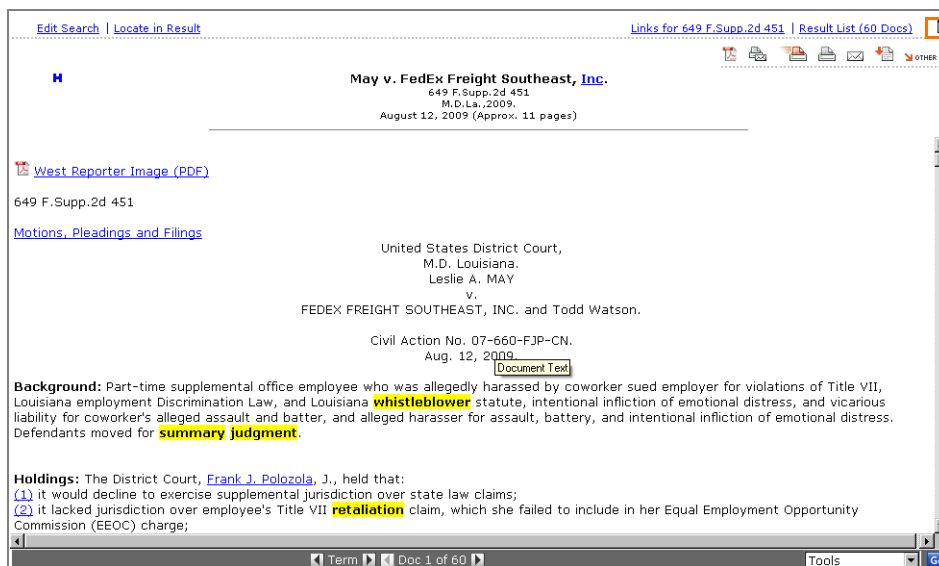 Edit Search | Locate in Result
Links for 649 F.Supp.2d 451 | Result List (60 Docs)
OTHER
H
May v. FedEx Freight Southeast, Inc.
649 F.Supp.2d 451
M.D.La.,2009.
August 12, 2009 (Approx. 11 pages)
West Reporter Image (PDF)
649 F.Supp.2d 451
Motions, Pleadings and Filings
United States District Court,
M.D. Louisiana.
Leslie A. MAY
v.
FEDEX FREIGHT SOUTHEAST, INC. and Todd Watson.
Civil Action No. 07-660-FJP-CN.
Aug. 12, 2009.
Document Text
Background: Part-time supplemental office employee who was allegedly harassed by coworker sued employer for violations of Title VII,
Louisiana employment Discrimination Law, and Louisiana whistleblower statute, intentional infliction of emotional distress, and vicarious
liability for coworker's alleged assault and batter, and alleged harasser for assault, battery, and intentional infliction of emotional distress.
Defendants moved for summary judgment.
Holdings: The District Court, Frank J. Polozola, J., held that:
(1) it would decline to exercise supplemental jurisdiction over state law claims;
(2) it lacked jurisdiction over employee's Title VII retaliation claim, which she failed to include in her Equal Employment Opportunity
Commission (EEOC) charge;
Term Doc 1 of 60
Tools